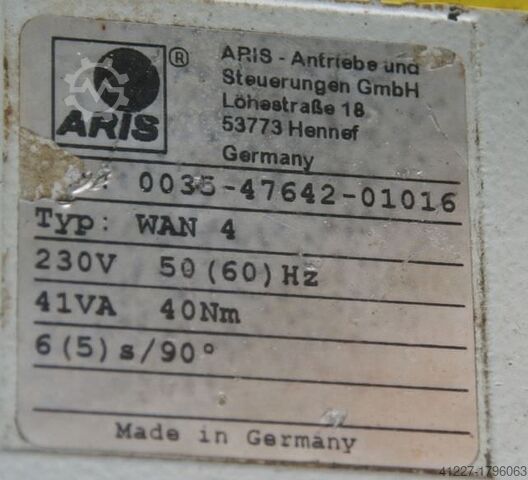 ARIS
®
ARIS - Antriebe und
Steuerungen GmbH
Löhestraße 18
53773 Hennef
Germany
0035-47642-01016
Typ: WAN 4
230V 50(60)Hz
41VA 40Nm
6(5)s/90°
Made in Germany
41227-1796063